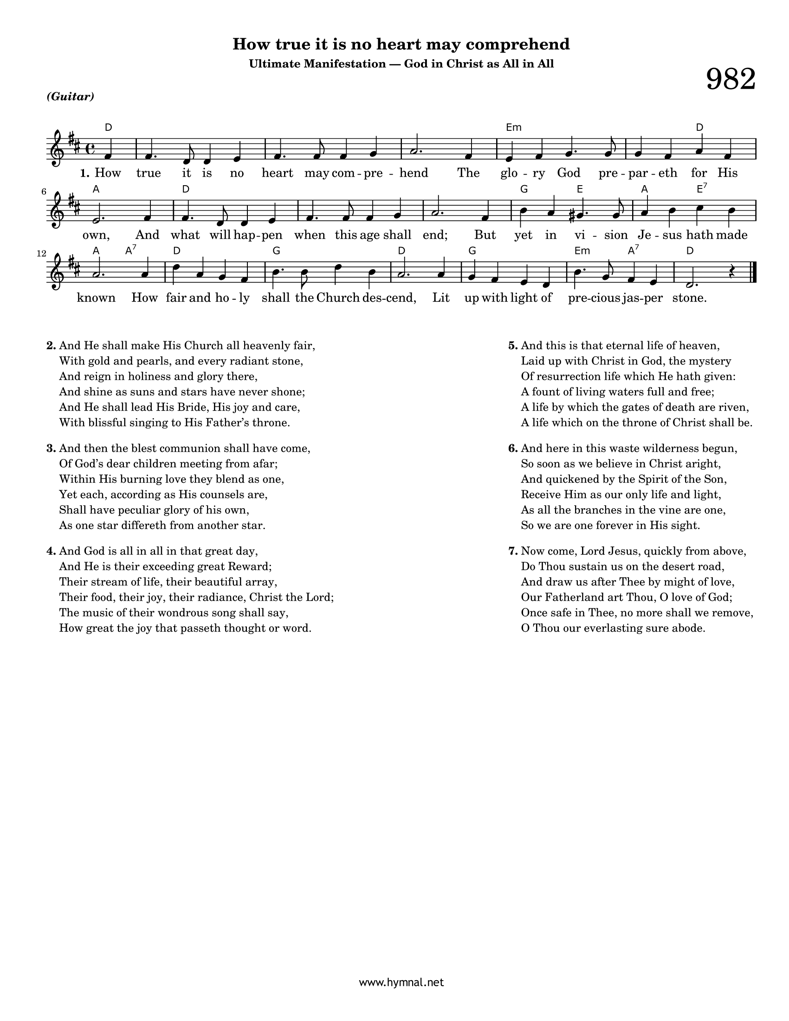 How true it is no heart may comprehend
Ultimate Manifestation — God in Christ as All in All
982
(Guitar)
D Em D
1. How true it is no heart may com - pre - hend The glo - ry God pre - par - eth for His
6 A D G E A E7
own, And what will hap - pen when this age shall end; But yet in vi - sion Je - sus hath made
12 A A7 D G D G Em A7 D
known How fair and ho - ly shall the Church des - cend, Lit up with light of pre - cious jas - per stone.
2. And He shall make His Church all heavenly fair,
With gold and pearls, and every radiant stone,
And reign in holiness and glory there,
And shine as suns and stars have never shone;
And He shall lead His Bride, His joy and care,
With blissful singing to His Father's throne.
3. And then the blest communion shall have come,
Of God's dear children meeting from afar;
Within His burning love they blend as one,
Yet each, according as His counsels are,
Shall have peculiar glory of his own,
As one star differeth from another star.
4. And God is all in all in that great day,
And He is their exceeding great Reward;
Their stream of life, their beautiful array,
Their food, their joy, their radiance, Christ the Lord;
The music of their wondrous song shall say,
How great the joy that passeth thought or word.
5. And this is that eternal life of heaven,
Laid up with Christ in God, the mystery
Of resurrection life which He hath given:
A fount of living waters full and free;
A life by which the gates of death are riven,
A life which on the throne of Christ shall be.
6. And here in this waste wilderness begun,
So soon as we believe in Christ aright,
And quickened by the Spirit of the Son,
Receive Him as our only life and light,
As all the branches in the vine are one,
So we are one forever in His sight.
7. Now come, Lord Jesus, quickly from above,
Do Thou sustain us on the desert road,
And draw us after Thee by might of love,
Our Fatherland art Thou, O love of God;
Once safe in Thee, no more shall we remove,
O Thou our everlasting sure abode.
www.hymnal.net